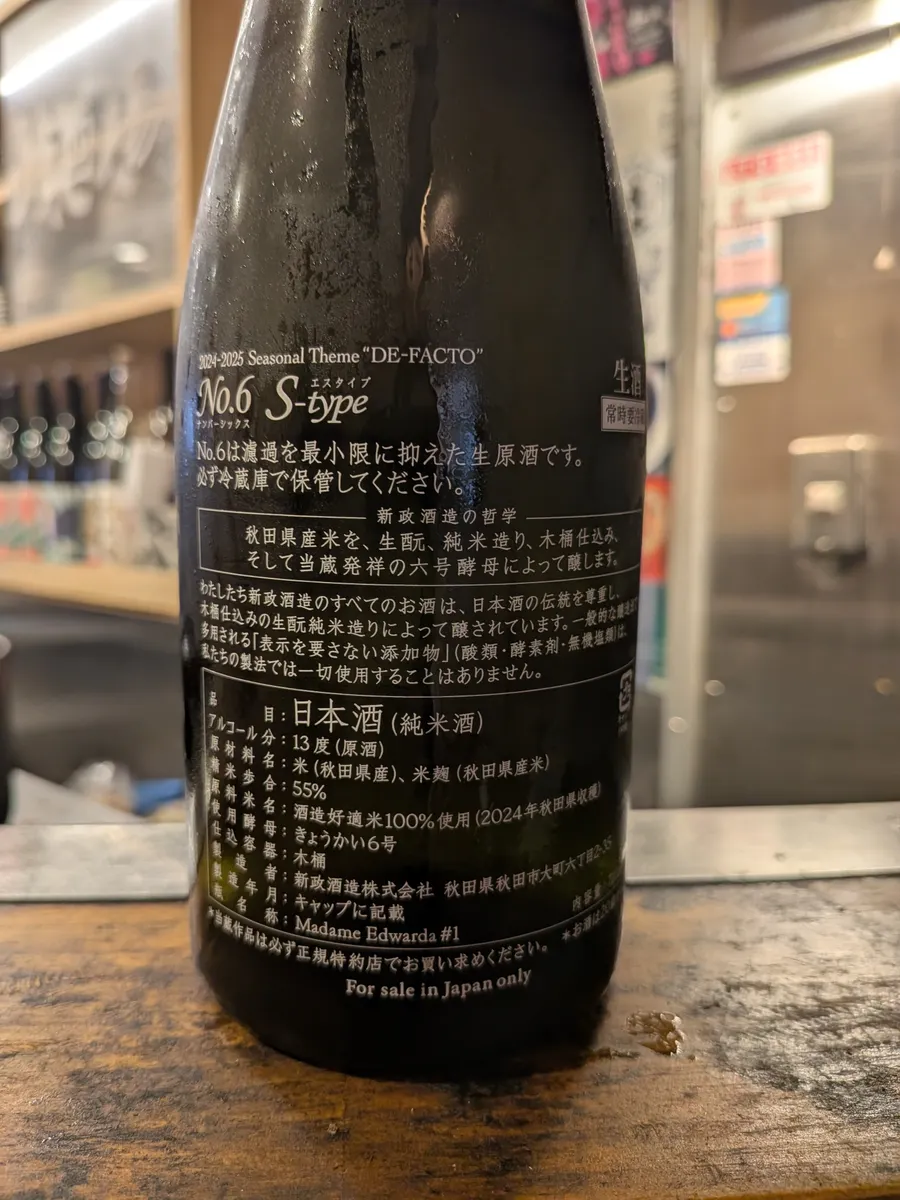 2024-2025 Seasonal Theme “DE-FACTO”
No.6 S-type
ナンバーシックス エスタイプ
生酒
常時要冷蔵
No.6は濾過を最小限に抑えた生原酒です。
必ず冷蔵庫で保管してください。
新政酒造の哲学
秋田県産米を、生酛、純米造り、木桶仕込み、
そして当蔵発祥の六号酵母によって醸します。
わたしたち新政酒造のすべてのお酒は、日本酒の伝統を尊重し、
木桶仕込みの生酛純米造りによって醸されています。一般的な
多用される「表示を要さない添加物」(酸類・酵素剤・無機塩類)は、
私たちの製法では一切使用することはありません。
品目：日本酒 (純米酒)
アルコール分：13度 (原酒)
原材料名：米 (秋田県産)、米麹 (秋田県産米)
精米歩合：55%
原料米名：酒造好適米100%使用 (2024年秋田県収穫)
使用酵母：きょうかい6号
仕込容器：木桶
製造者：新政酒造株式会社 秋田県秋田市大町六丁目2-35
製造年月：キャップに記載
内容量
名称：Madame Edwarda #1
*当蔵作品は必ず正規特約店でお買い求めください。 *お酒は
For sale in Japan only